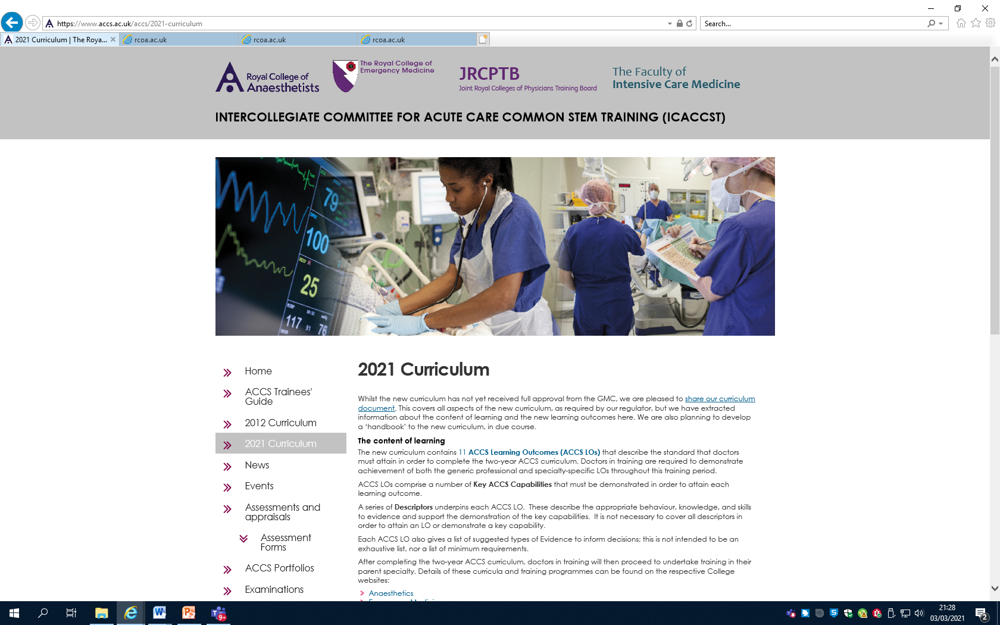 https://www.accs.ac.uk/accs/2021-curriculum
Search...
2021 Curriculum | The Roya...
rcoa.ac.uk
rcoa.ac.uk
rcoa.ac.uk
Royal College of
Anaesthetists
The Royal College of
Emergency Medicine
JRCPTB
Joint Royal Colleges of Physicians Training Board
The Faculty of
Intensive Care Medicine
INTERCOLLEGIATE COMMITTEE FOR ACUTE CARE COMMON STEM TRAINING (ICACCST)
79
100
25
117 91 76
Home
ACCS Trainees'
Guide
2012 Curriculum
2021 Curriculum
News
Events
Assessments and
appraisals
Assessment
Forms
ACCS Portfolios
Examinations
2021 Curriculum
Whilst the new curriculum has not yet received full approval from the GMC, we are pleased to share our curriculum
document. This covers all aspects of the new curriculum, as required by our regulator, but we have extracted
information about the content of learning and the new learning outcomes here. We are also planning to develop
a ‘handbook’ to the new curriculum, in due course.
The content of learning
The new curriculum contains 11 ACCS Learning Outcomes (ACCS LOs) that describe the standard that doctors
must attain in order to complete the two-year ACCS curriculum. Doctors in training are required to demonstrate
achievement of both the generic professional and specialty-specific LOs throughout this training period.
ACCS LOs comprise a number of Key ACCS Capabilities that must be demonstrated in order to attain each
learning outcome.
A series of Descriptors underpins each ACCS LO. These describe the appropriate behaviour, knowledge, and skills
to evidence and support the demonstration of the key capabilities. It is not necessary to cover all descriptors in
order to attain an LO or demonstrate a key capability.
Each ACCS LO also gives a list of suggested types of Evidence to inform decisions; this is not intended to be an
exhaustive list, nor a list of minimum requirements.
After completing the two-year ACCS curriculum, doctors in training will then proceed to undertake training in their
parent specialty. Details of these curricula and training programmes can be found on the respective College
websites:
Anaesthetics
9+
21:28
03/03/2021
2